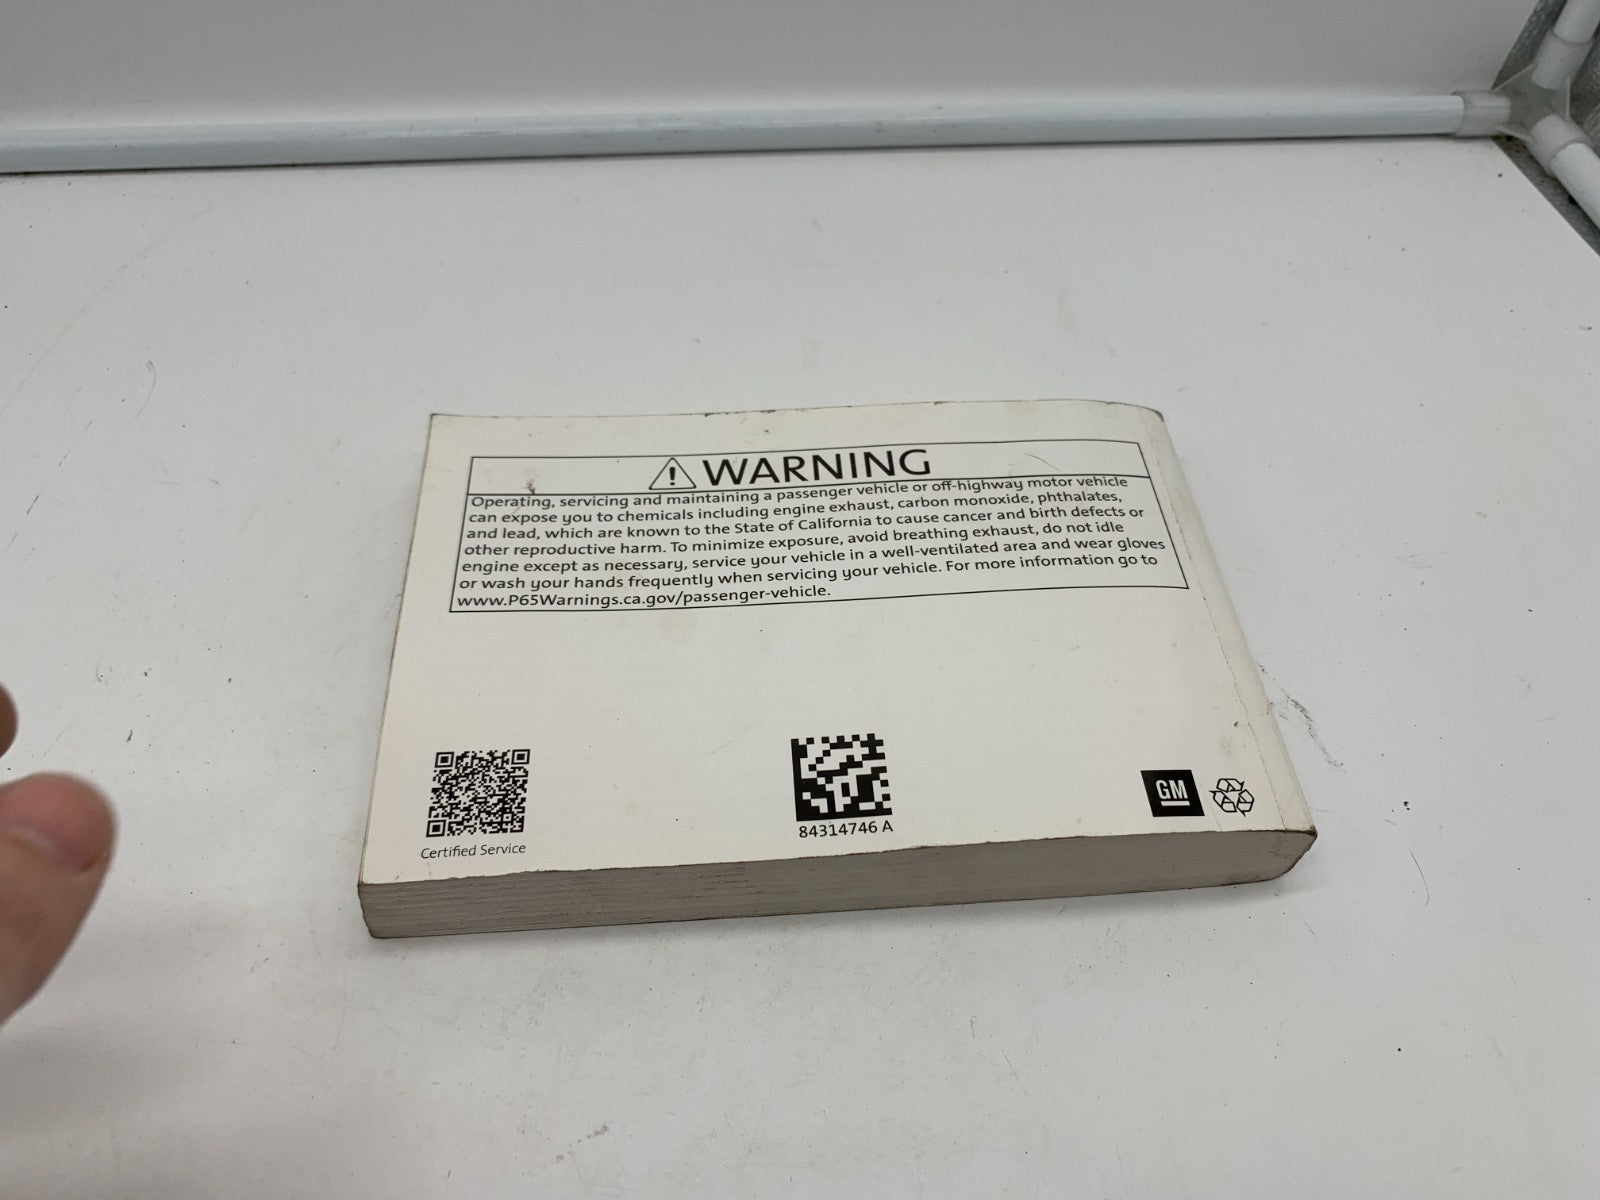 WARNING
Operating, servicing and maintaining a passenger vehicle or off-highway motor vehicle
can expose you to chemicals including engine exhaust, carbon monoxide, phthalates,
and lead, which are known to the State of California to cause cancer and birth defects or
other reproductive harm. To minimize exposure, avoid breathing exhaust, do not idle
engine except as necessary, service your vehicle in a well-ventilated area and wear gloves
or wash your hands frequently when servicing your vehicle. For more information go to
www.P65Warnings.ca.gov/passenger-vehicle.
Certified Service
84314746 A
GM